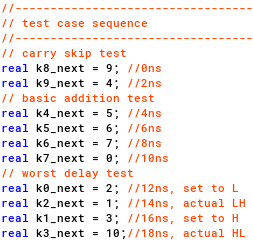 //----------------------------------
// test case sequence
//----------------------------------
// carry skip test
real k8_next = 9; //0ns
real k9_next = 4; //2ns
// basic addition test
real k4_next = 5; //4ns
real k5_next = 6; //6ns
real k6_next = 7; //8ns
real k7_next = 0; //10ns
// worst delay test
real k0_next = 2; //12ns, set to L
real k2_next = 1; //14ns, actual LH
real k1_next = 3; //16ns, set to H
real k3_next = 10;//18ns, actual HL